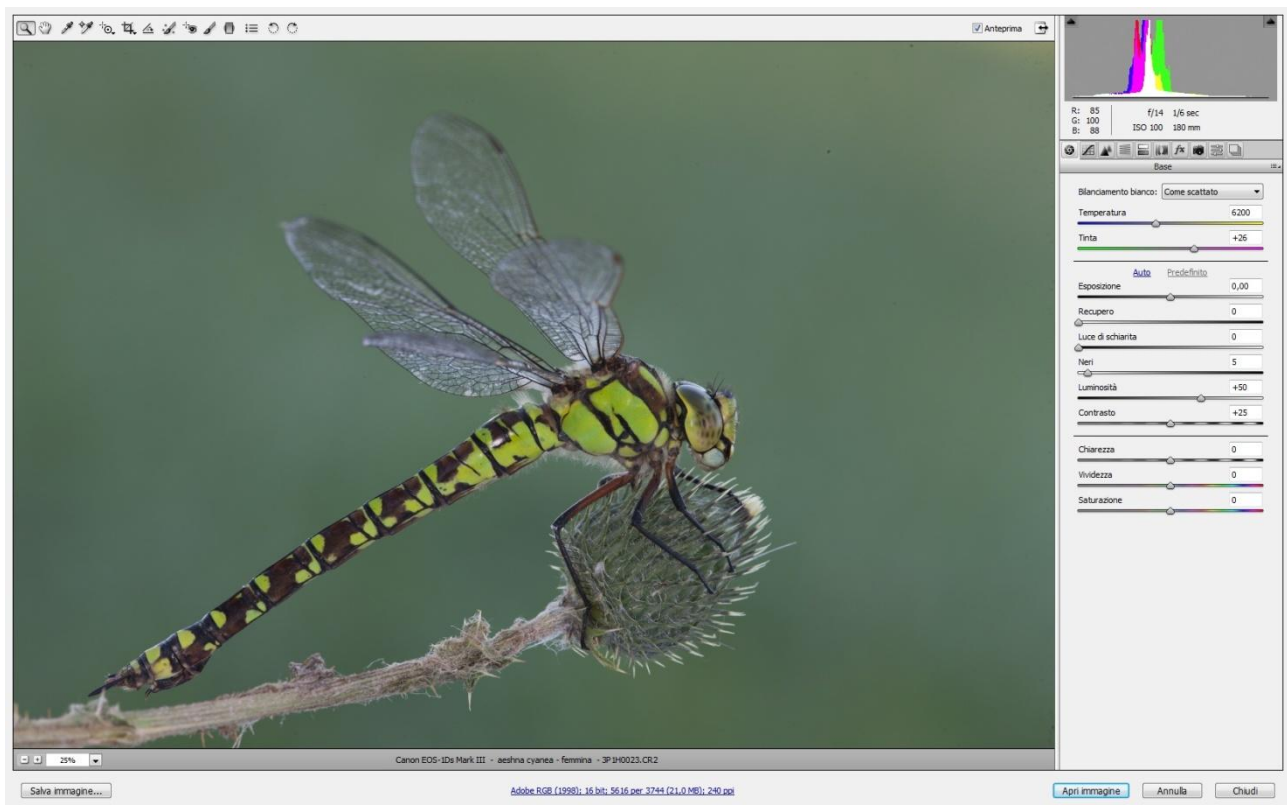 Anteprima
R: 85
G: 100
B: 88
f/14 1/6 sec
ISO 100 180 mm
fx
Base
Bilanciamento bianco: Come scattato
Temperatura 6200
Tinta +26
Auto Predefinito
Esposizione 0,00
Recupero 0
Luce di schiarita 0
Neri 5
Luminosità +50
Contrasto +25
Chiarezza 0
Vividezza 0
Saturazione 0
25% Canon EOS-1Ds Mark III - aeshna cyanea - femmina - 3P1H0023.CR2
Salva immagine... Adobe RGB (1998); 16 bit; 5616 per 3744 (21,0 MB); 240 ppi Apri immagine Annulla Chiudi